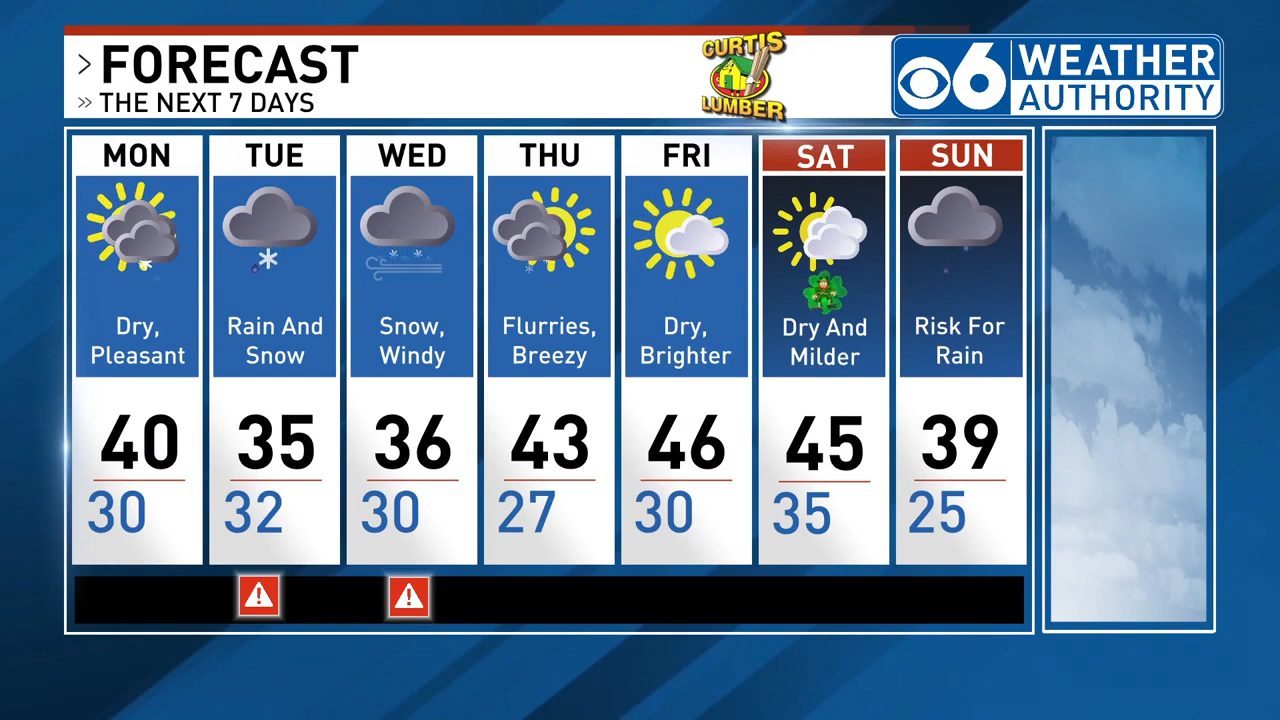 > FORECAST
» THE NEXT 7 DAYS
CURTIS
LUMBER
6 WEATHER
AUTHORITY
MON TUE WED THU FRI SAT SUN
Dry,
Pleasant
Rain And
Snow
Snow,
Windy
Flurries,
Breezy
Dry,
Brighter
Dry And
Milder
Risk For
Rain
40 35 36 43 46 45 39
30 32 30 27 30 35 25